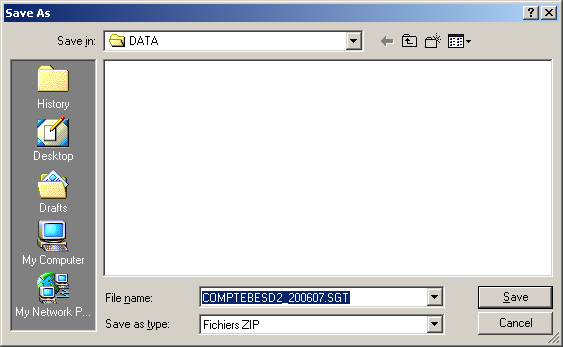 Save As
Save in: DATA
History
Desktop
Drafts
My Computer
My Network P...
File name: COMPTEBESD2_200607.SGT Save
Save as type: Fichiers ZIP Cancel